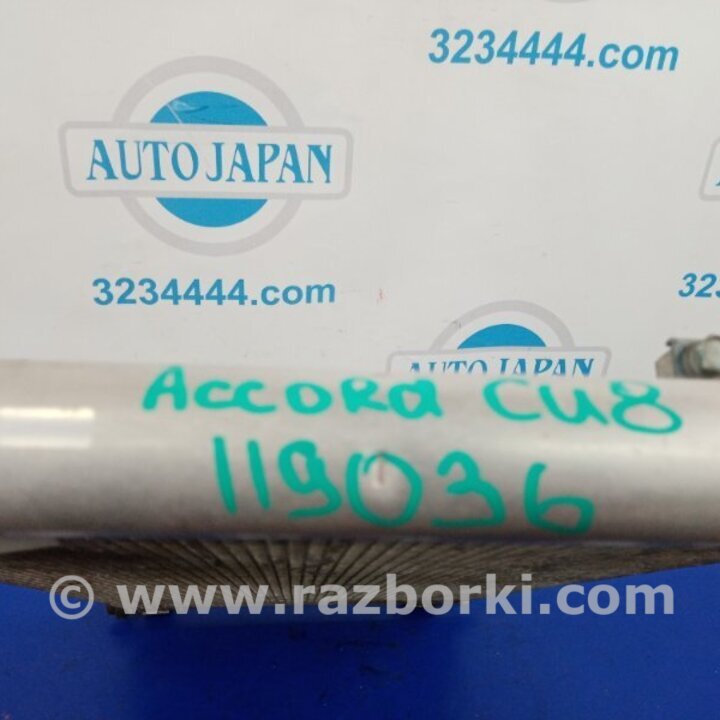 3234444.com
AUTO JAPAN
3234444.com
AUTO JAPAN
ACCORD CU8
119036
© www.razborki.com